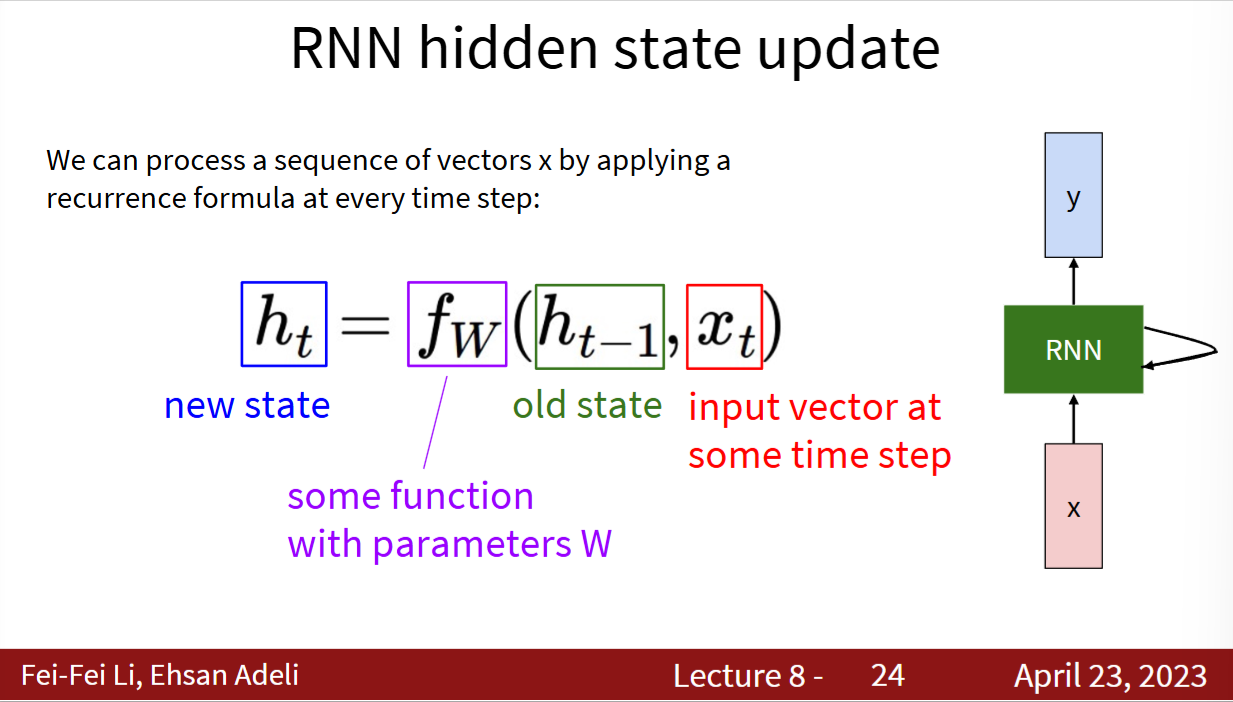 RNN hidden state update
We can process a sequence of vectors x by applying a
recurrence formula at every time step:
h_t = f_W(h_{t-1}, x_t)
new state
old state
input vector at
some time step
some function
with parameters W
y
RNN
x
Fei-Fei Li, Ehsan Adeli
Lecture 8 - 24
April 23, 2023